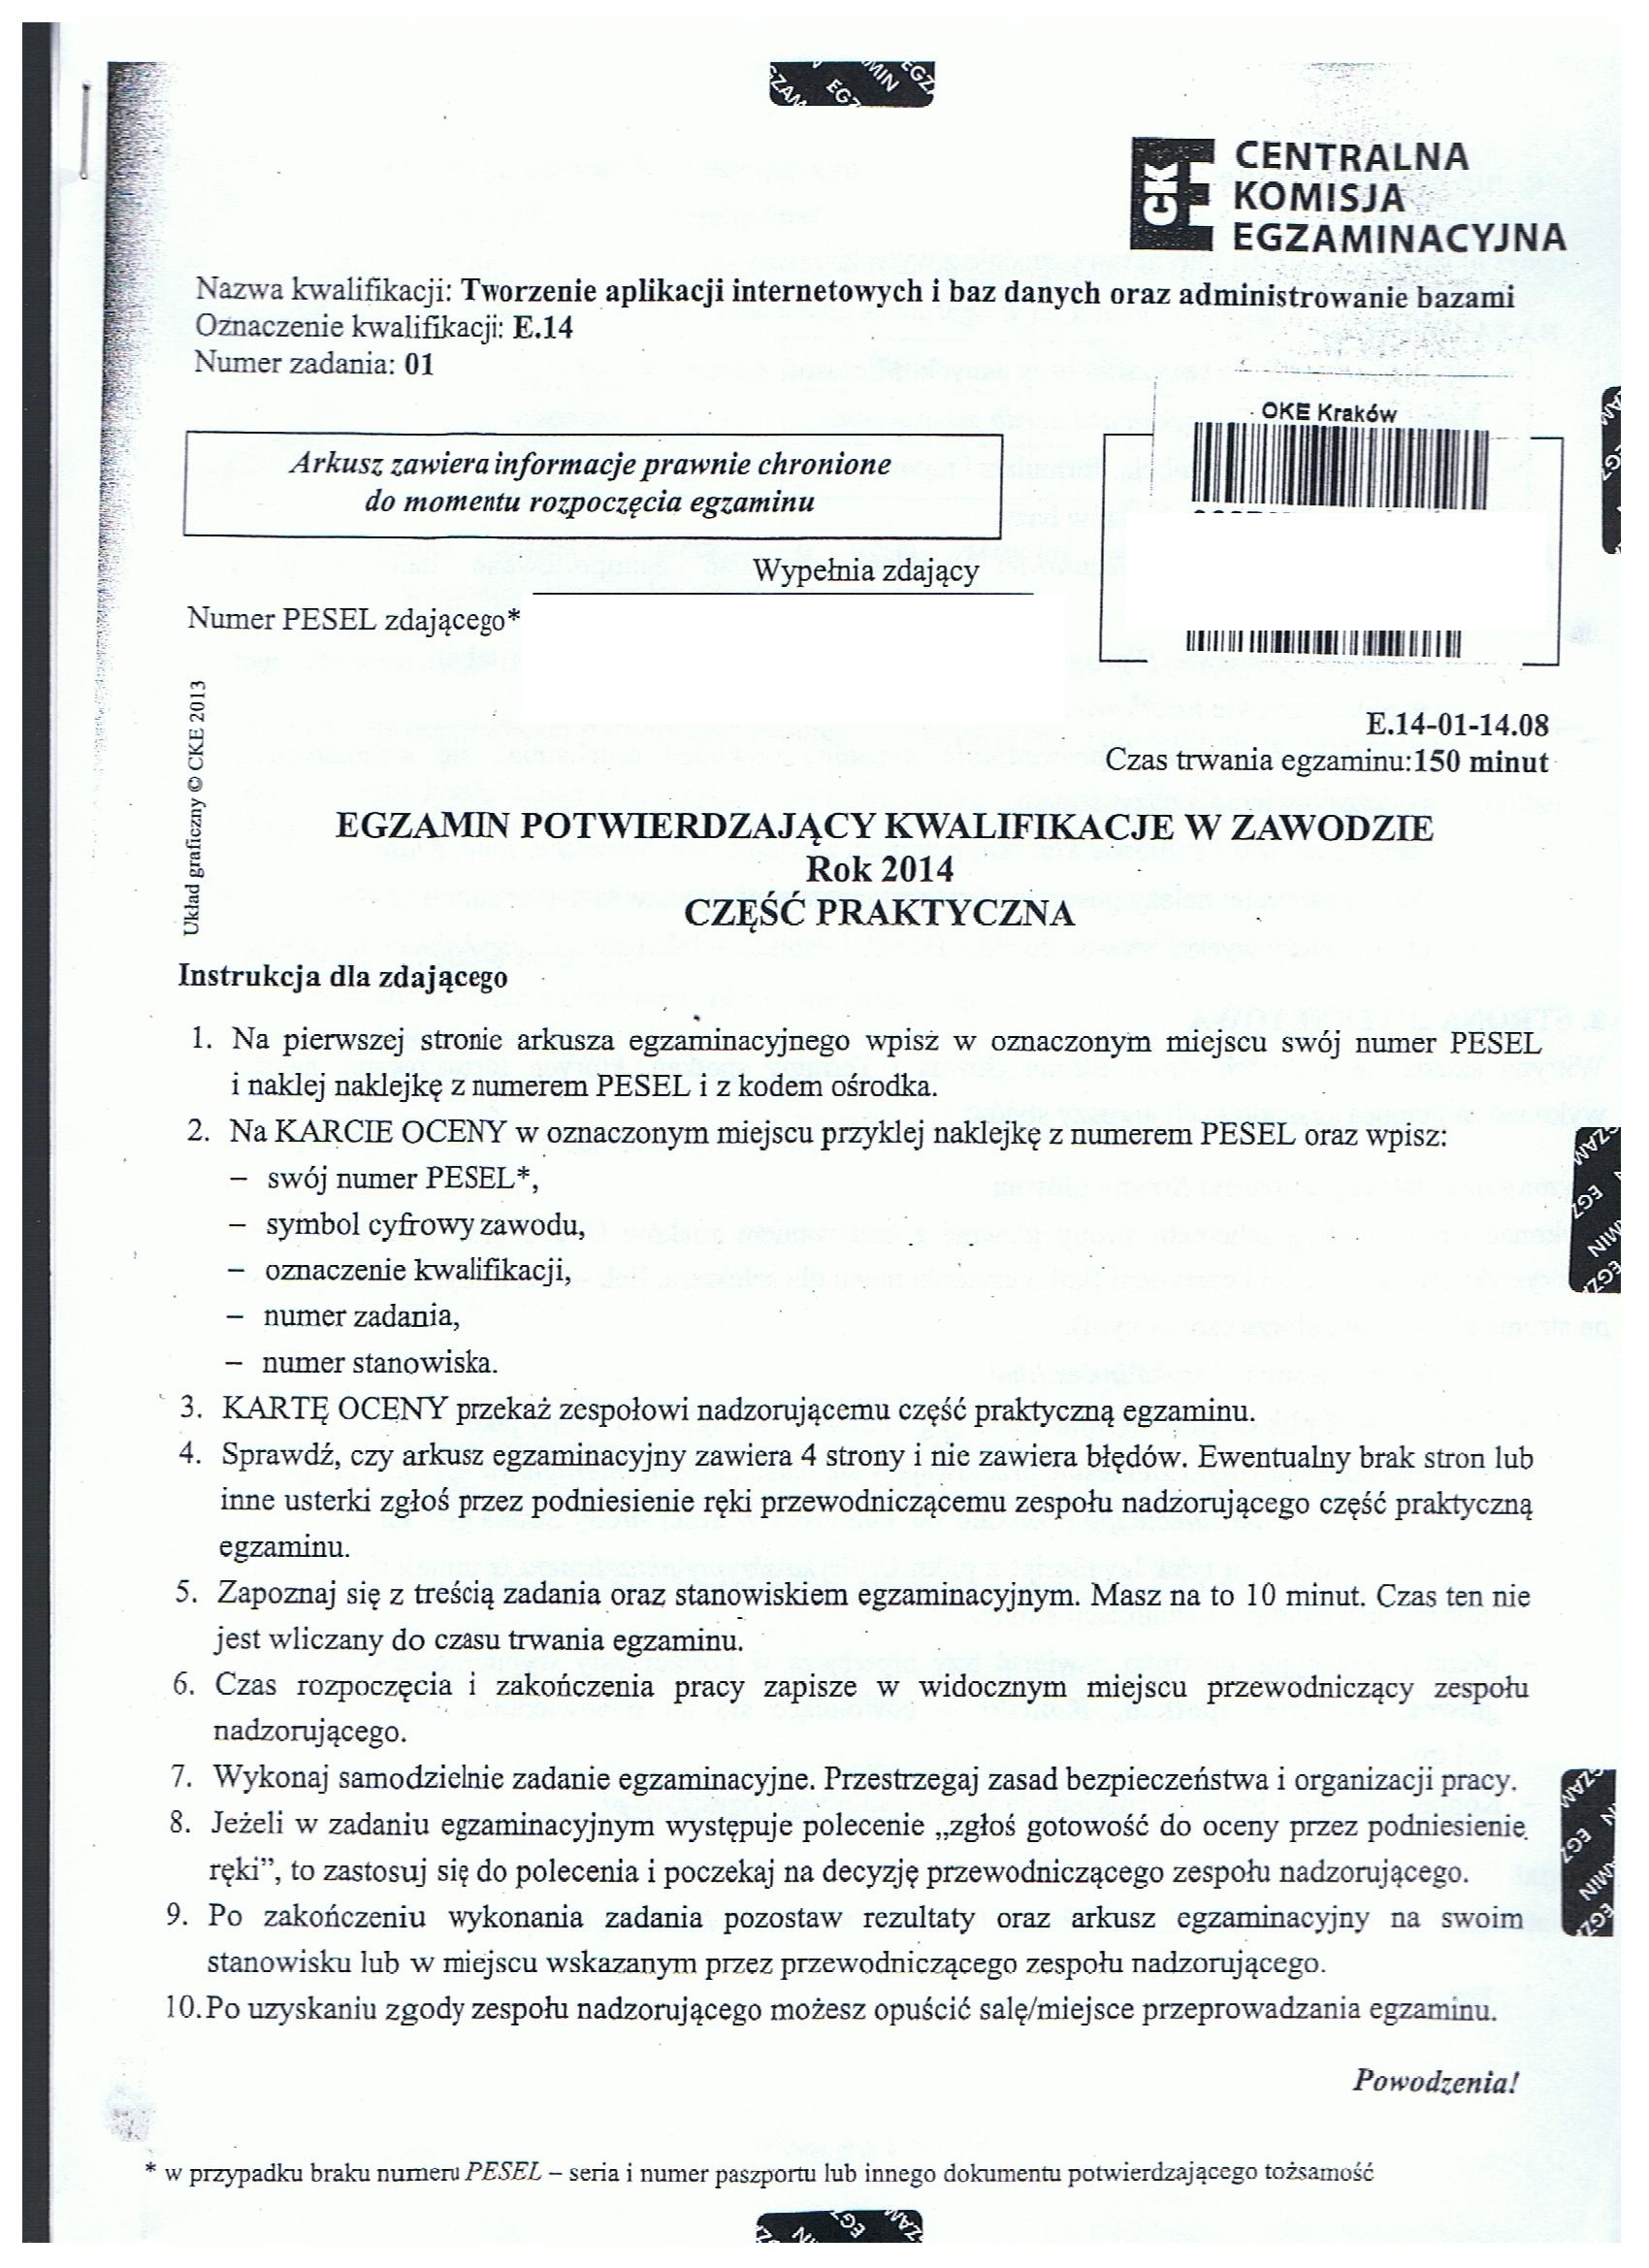 CKE
CENTRALNA
KOMISJA
EGZAMINACYJNA
Nazwa kwalifikacji: Tworzenie aplikacji internetowych i baz danych oraz administrowanie bazami
Oznaczenie kwalifikacji: E.14
Numer zadania: 01
OKE Kraków
Arkusz zawiera informacje prawnie chronione
do momentu rozpoczęcia egzaminu
Wypełnia zdający
Numer PESEL zdającego*
Układ graficzny © CKE 2013
E.14-01-14.08
Czas trwania egzaminu:150 minut
EGZAMIN POTWIERDZAJĄCY KWALIFIKACJE W ZAWODZIE
Rok 2014
CZĘŚĆ PRAKTYCZNA
Instrukcja dla zdającego
1. Na pierwszej stronie arkusza egzaminacyjnego wpisz w oznaczonym miejscu swój numer PESEL
i naklej naklejkę z numerem PESEL i z kodem ośrodka.
2. Na KARCIE OCENY w oznaczonym miejscu przyklej naklejkę z numerem PESEL oraz wpisz:
– swój numer PESEL*,
– symbol cyfrowy zawodu,
– oznaczenie kwalifikacji,
– numer zadania,
– numer stanowiska.
3. KARTĘ OCENY przekaż zespołowi nadzorującemu część praktyczną egzaminu.
4. Sprawdź, czy arkusz egzaminacyjny zawiera 4 strony i nie zawiera błędów. Ewentualny brak stron lub
inne usterki zgłoś przez podniesienie ręki przewodniczącemu zespołu nadzorującego część praktyczną
egzaminu.
5. Zapoznaj się z treścią zadania oraz stanowiskiem egzaminacyjnym. Masz na to 10 minut. Czas ten nie
jest wliczany do czasu trwania egzaminu.
6. Czas rozpoczęcia i zakończenia pracy zapisze w widocznym miejscu przewodniczący zespołu
nadzorującego.
7. Wykonaj samodzielnie zadanie egzaminacyjne. Przestrzegaj zasad bezpieczeństwa i organizacji pracy.
8. Jeżeli w zadaniu egzaminacyjnym występuje polecenie „zgłoś gotowość do oceny przez podniesienie
ręki”, to zastosuj się do polecenia i poczekaj na decyzję przewodniczącego zespołu nadzorującego.
9. Po zakończeniu wykonania zadania pozostaw rezultaty oraz arkusz egzaminacyjny na swoim
stanowisku lub w miejscu wskazanym przez przewodniczącego zespołu nadzorującego.
10. Po uzyskaniu zgody zespołu nadzorującego możesz opuścić salę/miejsce przeprowadzania egzaminu.
Powodzenia!
* w przypadku braku numeru PESEL – seria i numer paszportu lub innego dokumentu potwierdzającego tożsamość